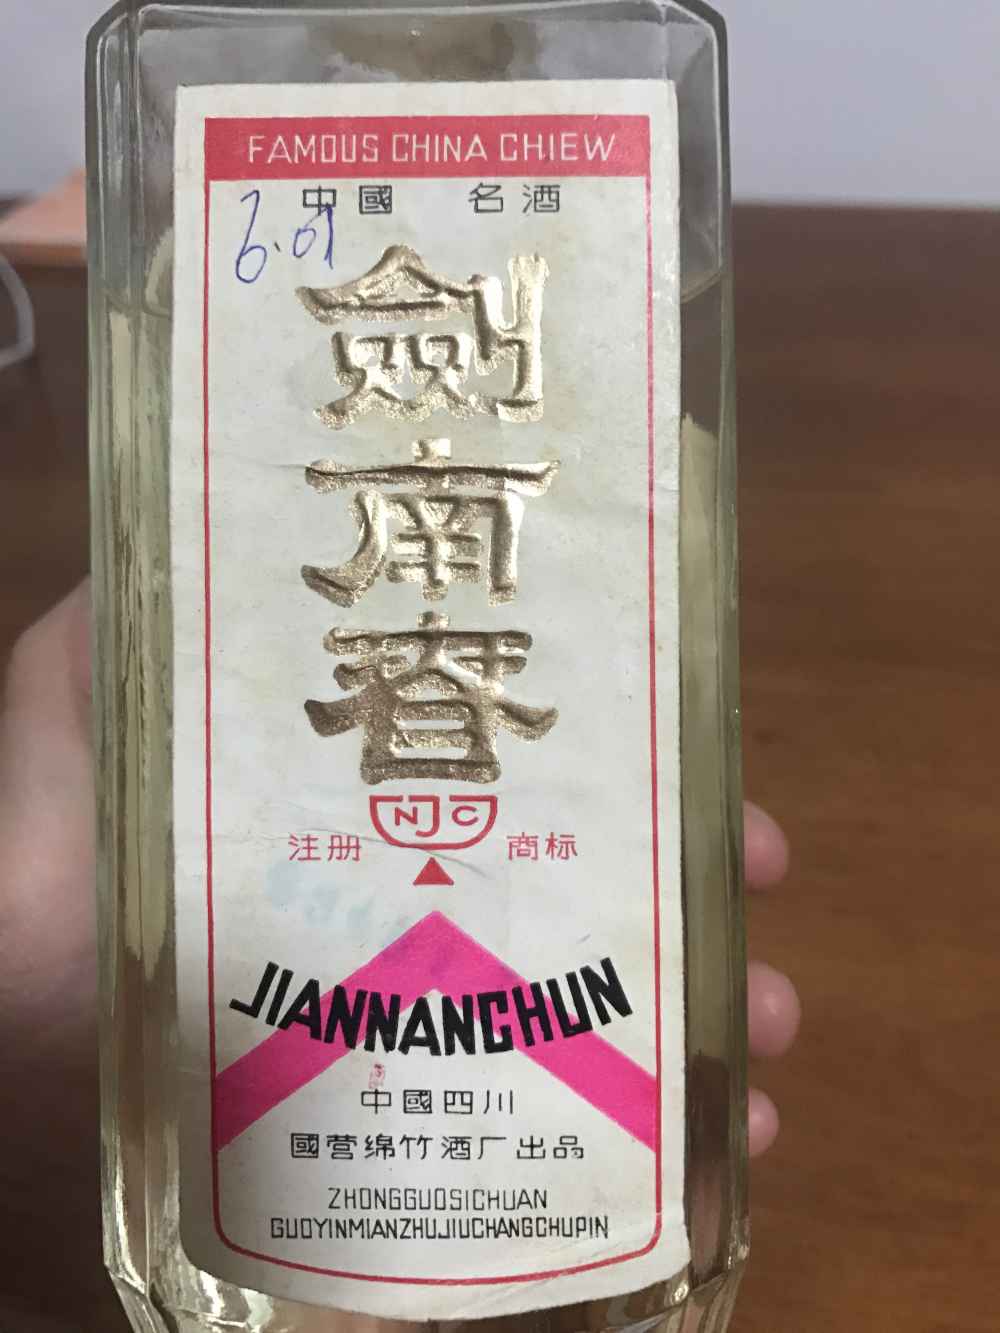 FAMOUS CHINA CHIEW
中國 名酒
6.01
劍南春
NJC
注册 商标
JIANNANCHUN
中國四川
國营绵竹酒厂出品
ZHONGGUOSICHUAN
GUOYINMIANZHUJIUCHANGCHUPIN